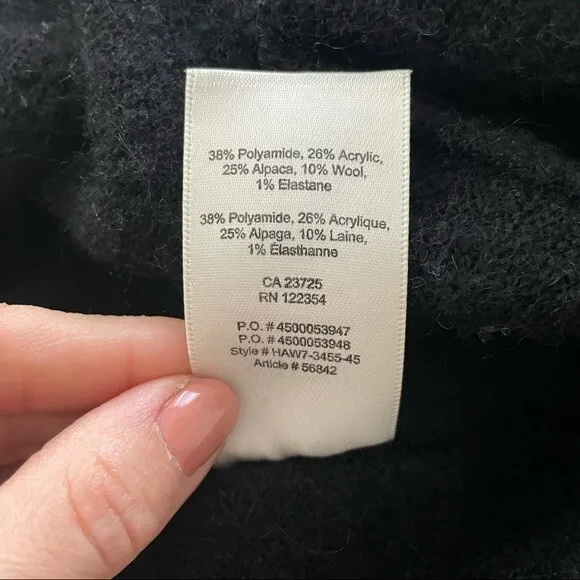 38% Polyamide, 26% Acrylic,
25% Alpaca, 10% Wool,
1% Elastane
38% Polyamide, 26% Acrylique,
25% Alpaga, 10% Laine,
1% Élasthanne
CA 23725
RN 122354
P.O. # 4500053947
P.O. # 4500053948
Style # HAW7-3455-45
Article # 56842